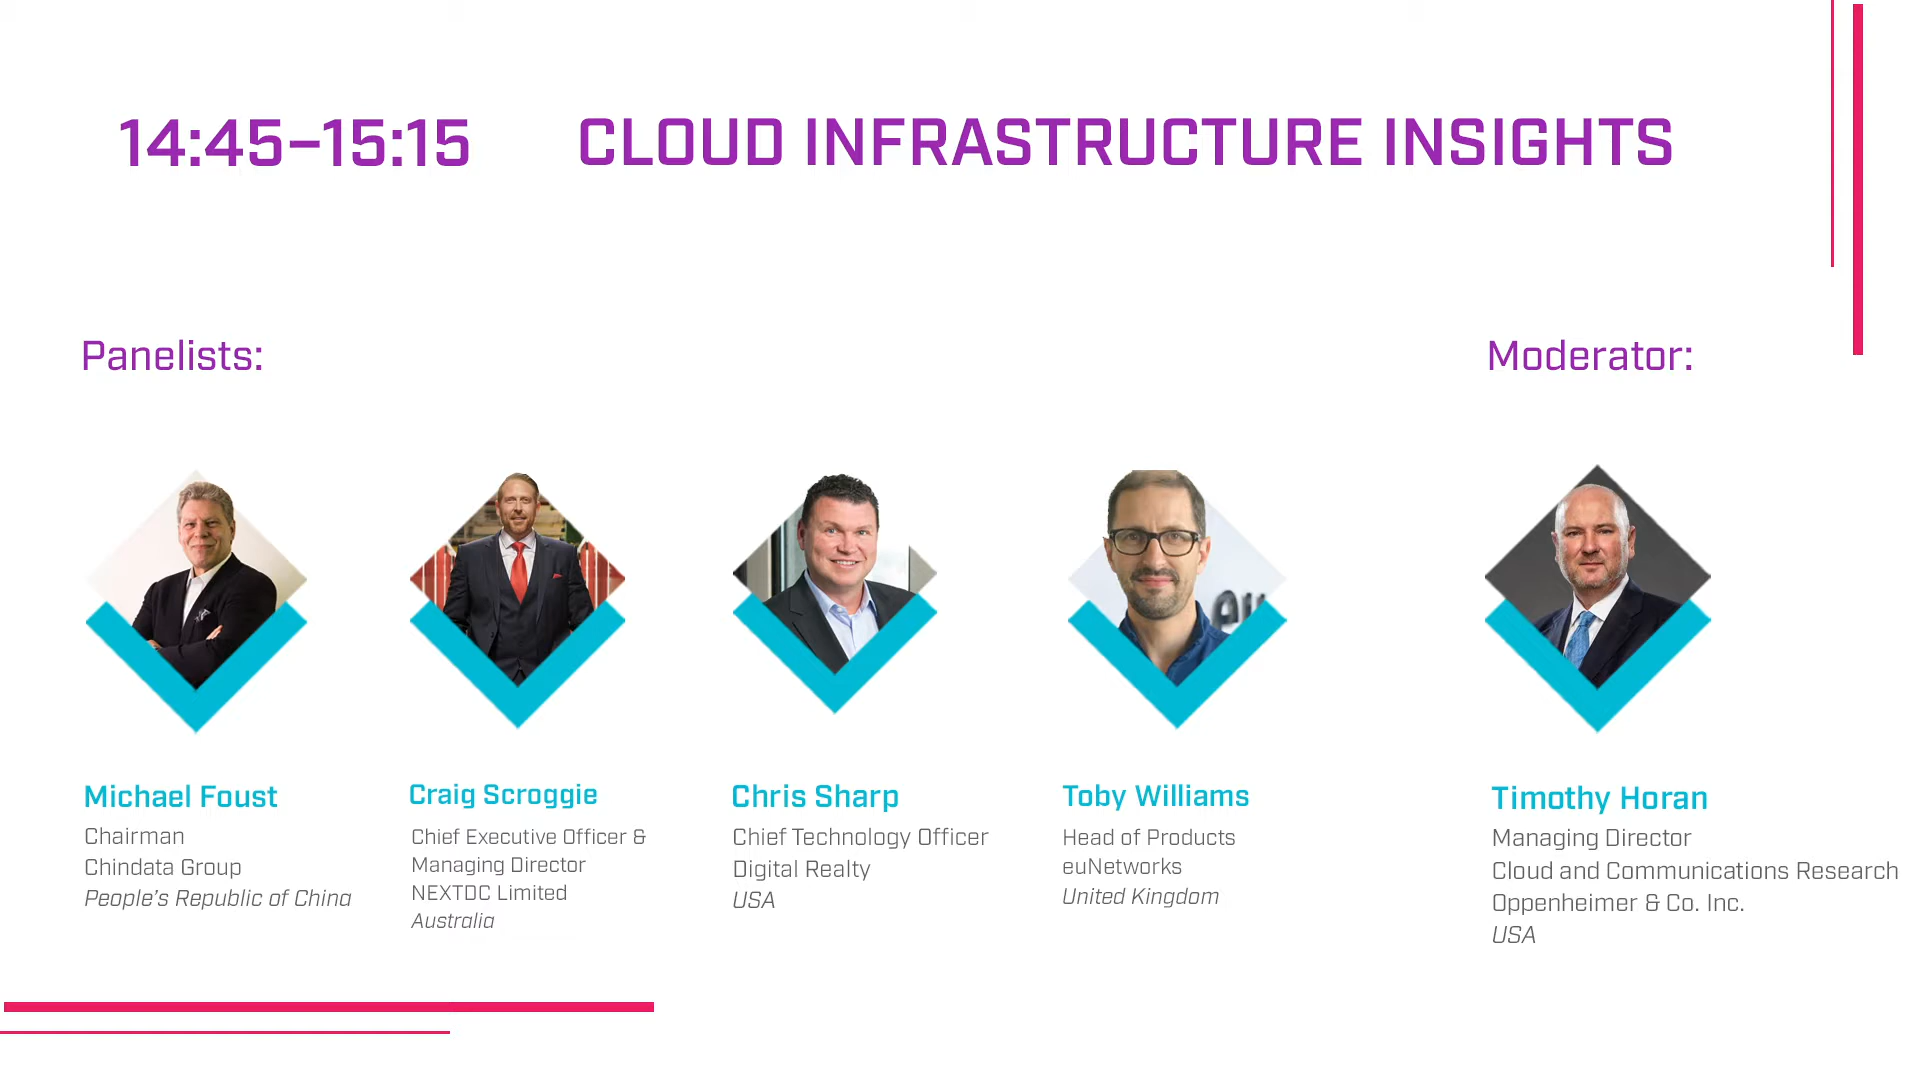 14:45–15:15 CLOUD INFRASTRUCTURE INSIGHTS
Panelists:
Moderator:
Michael Foust
Chairman
Chindata Group
People's Republic of China
Craig Scroggie
Chief Executive Officer &
Managing Director
NEXTDC Limited
Australia
Chris Sharp
Chief Technology Officer
Digital Realty
USA
Toby Williams
Head of Products
euNetworks
United Kingdom
Timothy Horan
Managing Director
Cloud and Communications Research
Oppenheimer & Co. Inc.
USA